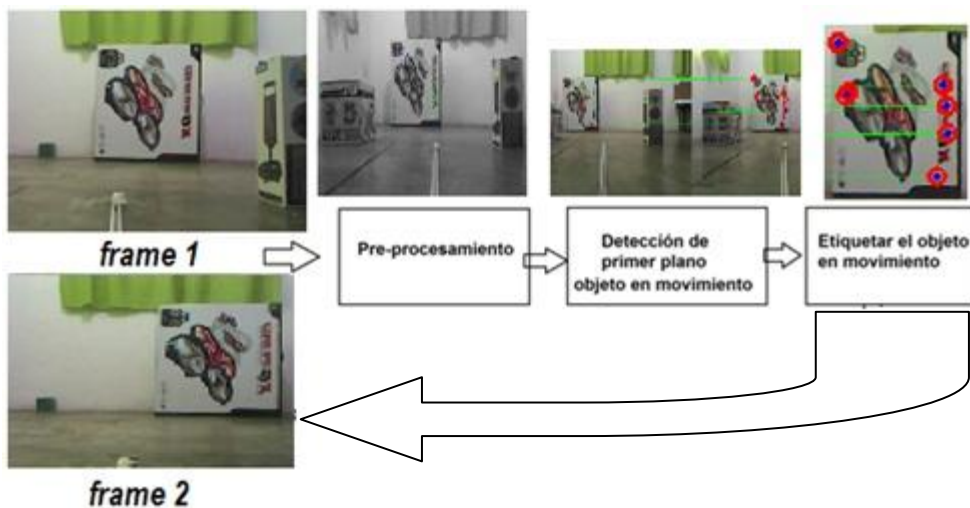 frame 1
Pre-procesamiento
Detección de
primer plano
objeto en movimiento
Etiquetar el objeto
en movimiento
frame 2